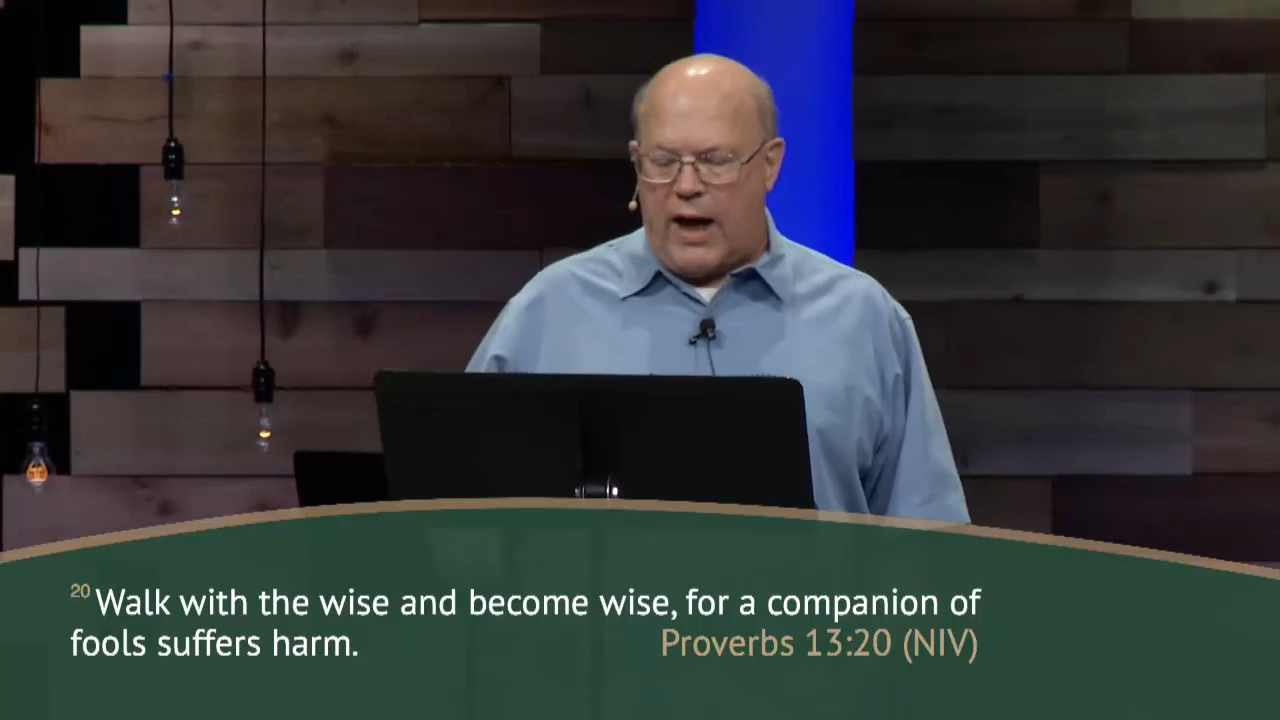 20 Walk with the wise and become wise, for a companion of
fools suffers harm. Proverbs 13:20 (NIV)